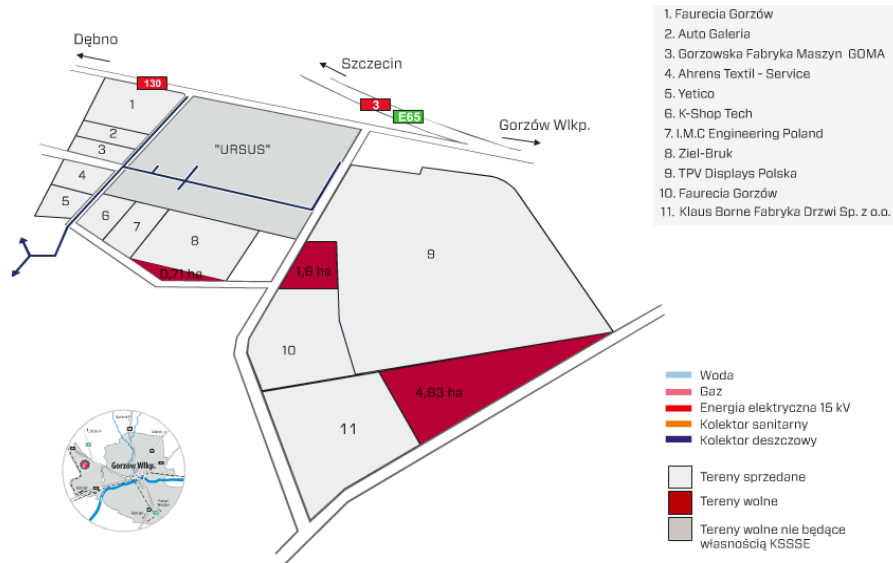 Dębno
Szczecin
130
3
E65
Gorzów Wlkp.
1
2
3
4
5
6
7
8
"URSUS"
9
0,71 ha
1,6 ha
10
4,83 ha
11
1. Faurecia Gorzów
2. Auto Galeria
3. Gorzowska Fabryka Maszyn GOMA
4. Ahrens Textil - Service
5. Yetico
6. K-Shop Tech
7. I.M.C Engineering Poland
8. Ziel-Bruk
9. TPV Displays Polska
10. Faurecia Gorzów
11. Klaus Borne Fabryka Drzwi Sp. z o.o.
Woda
Gaz
Energia elektryczna 15 kV
Kolektor sanitarny
Kolektor deszczowy
Tereny sprzedane
Tereny wolne
Tereny wolne nie będące
własnością KSSSE
Gorzów Wlkp.